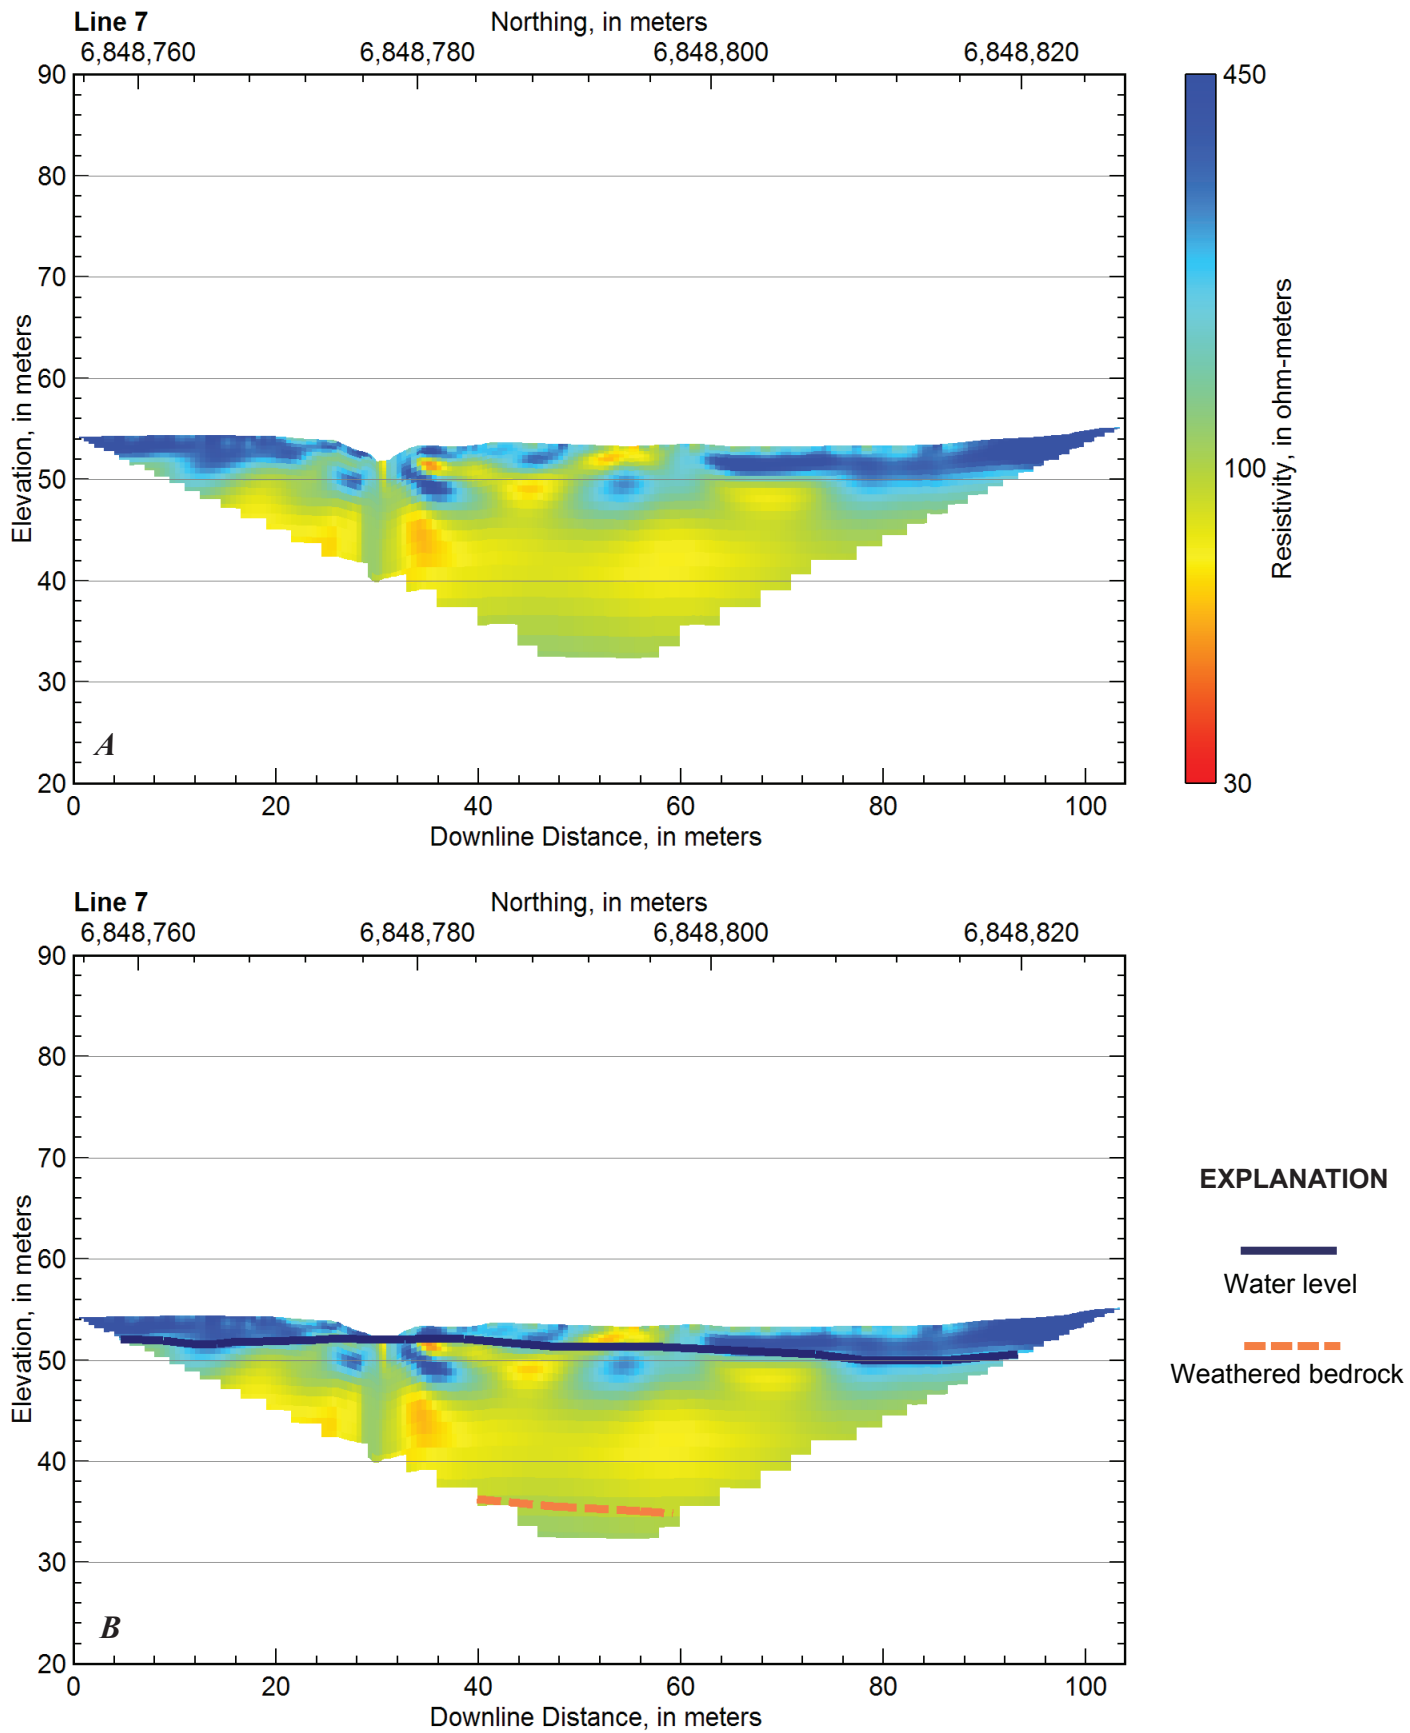 Line 7
Northing, in meters
6,848,760 6,848,780 6,848,800 6,848,820
90
80
70
60
50
40
30
20
Elevation, in meters
A
0 20 40 60 80 100
Downline Distance, in meters
450
100
30
Resistivity, in ohm-meters
Line 7
Northing, in meters
6,848,760 6,848,780 6,848,800 6,848,820
90
80
70
60
50
40
30
20
Elevation, in meters
B
0 20 40 60 80 100
Downline Distance, in meters
EXPLANATION
Water level
Weathered bedrock